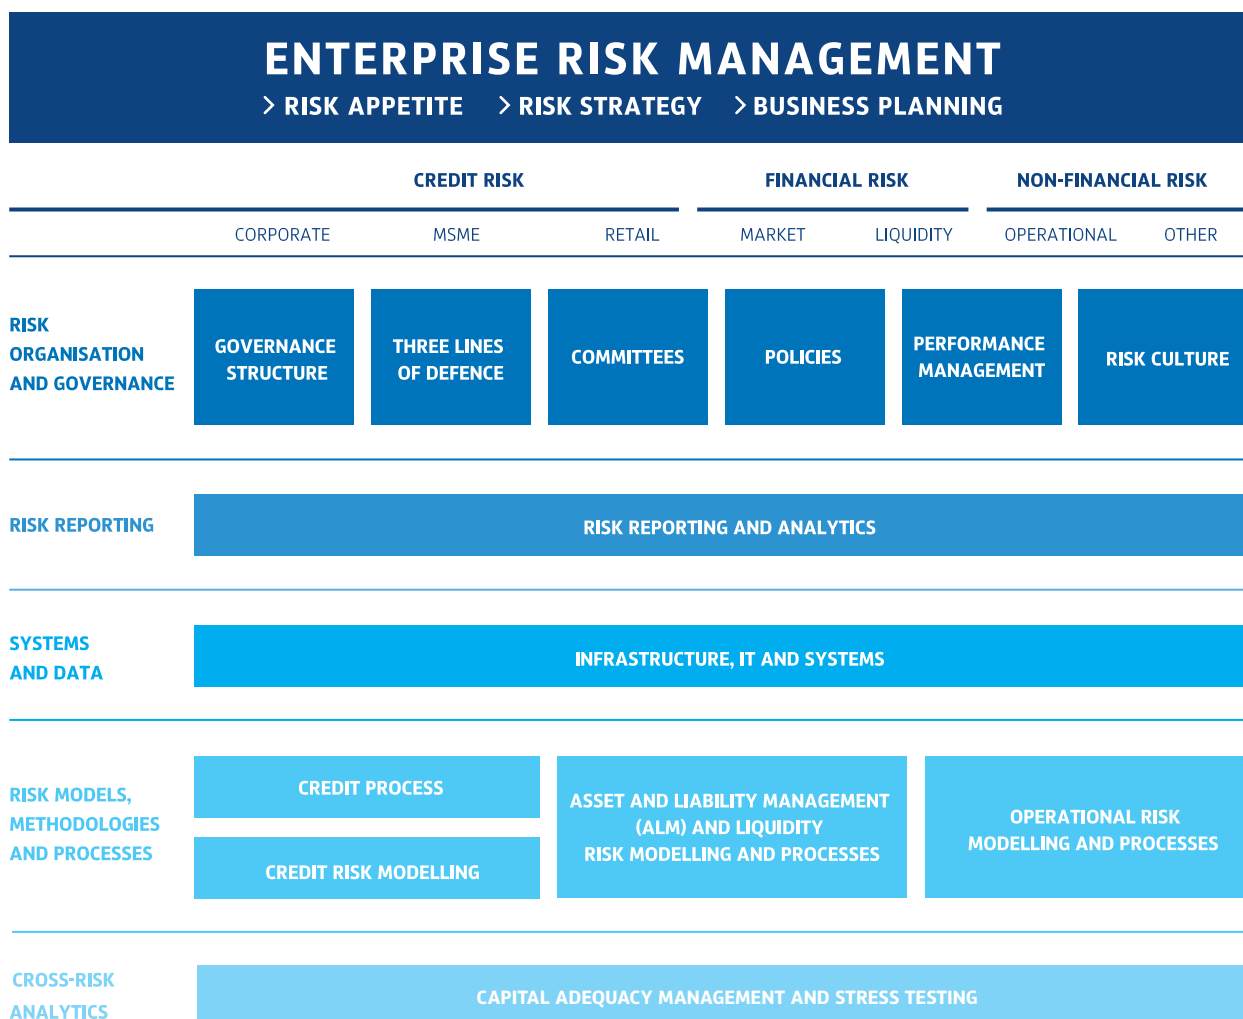 ENTERPRISE RISK MANAGEMENT
> RISK APPETITE > RISK STRATEGY > BUSINESS PLANNING
CREDIT RISK FINANCIAL RISK NON-FINANCIAL RISK
CORPORATE MSME RETAIL MARKET LIQUIDITY OPERATIONAL OTHER
RISK
ORGANISATION
AND GOVERNANCE
GOVERNANCE
STRUCTURE
THREE LINES
OF DEFENCE
COMMITTEES
POLICIES
PERFORMANCE
MANAGEMENT
RISK CULTURE
RISK REPORTING
RISK REPORTING AND ANALYTICS
SYSTEMS
AND DATA
INFRASTRUCTURE, IT AND SYSTEMS
RISK MODELS,
METHODOLOGIES
AND PROCESSES
CREDIT PROCESS
CREDIT RISK MODELLING
ASSET AND LIABILITY MANAGEMENT
(ALM) AND LIQUIDITY
RISK MODELLING AND PROCESSES
OPERATIONAL RISK
MODELLING AND PROCESSES
CROSS-RISK
ANALYTICS
CAPITAL ADEQUACY MANAGEMENT AND STRESS TESTING